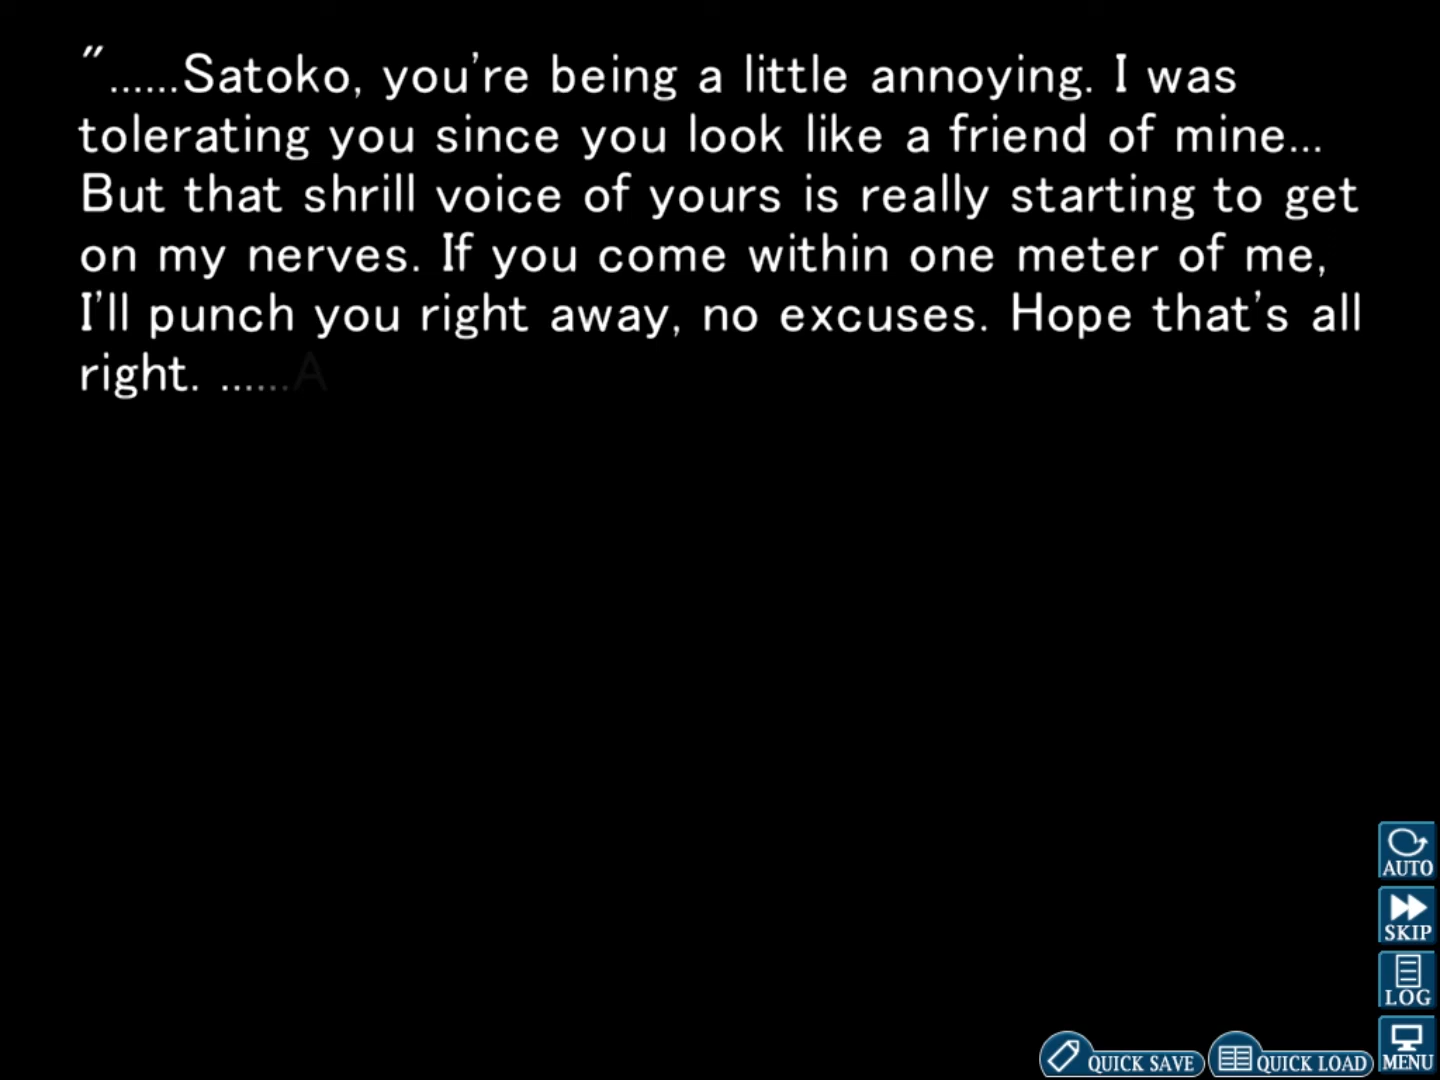 "......Satoko, you're being a little annoying. I was
tolerating you since you look like a friend of mine...
But that shrill voice of yours is really starting to get
on my nerves. If you come within one meter of me,
I'll punch you right away, no excuses. Hope that's all
right. ......A
AUTO
SKIP
LOG
QUICK SAVE
QUICK LOAD
MENU